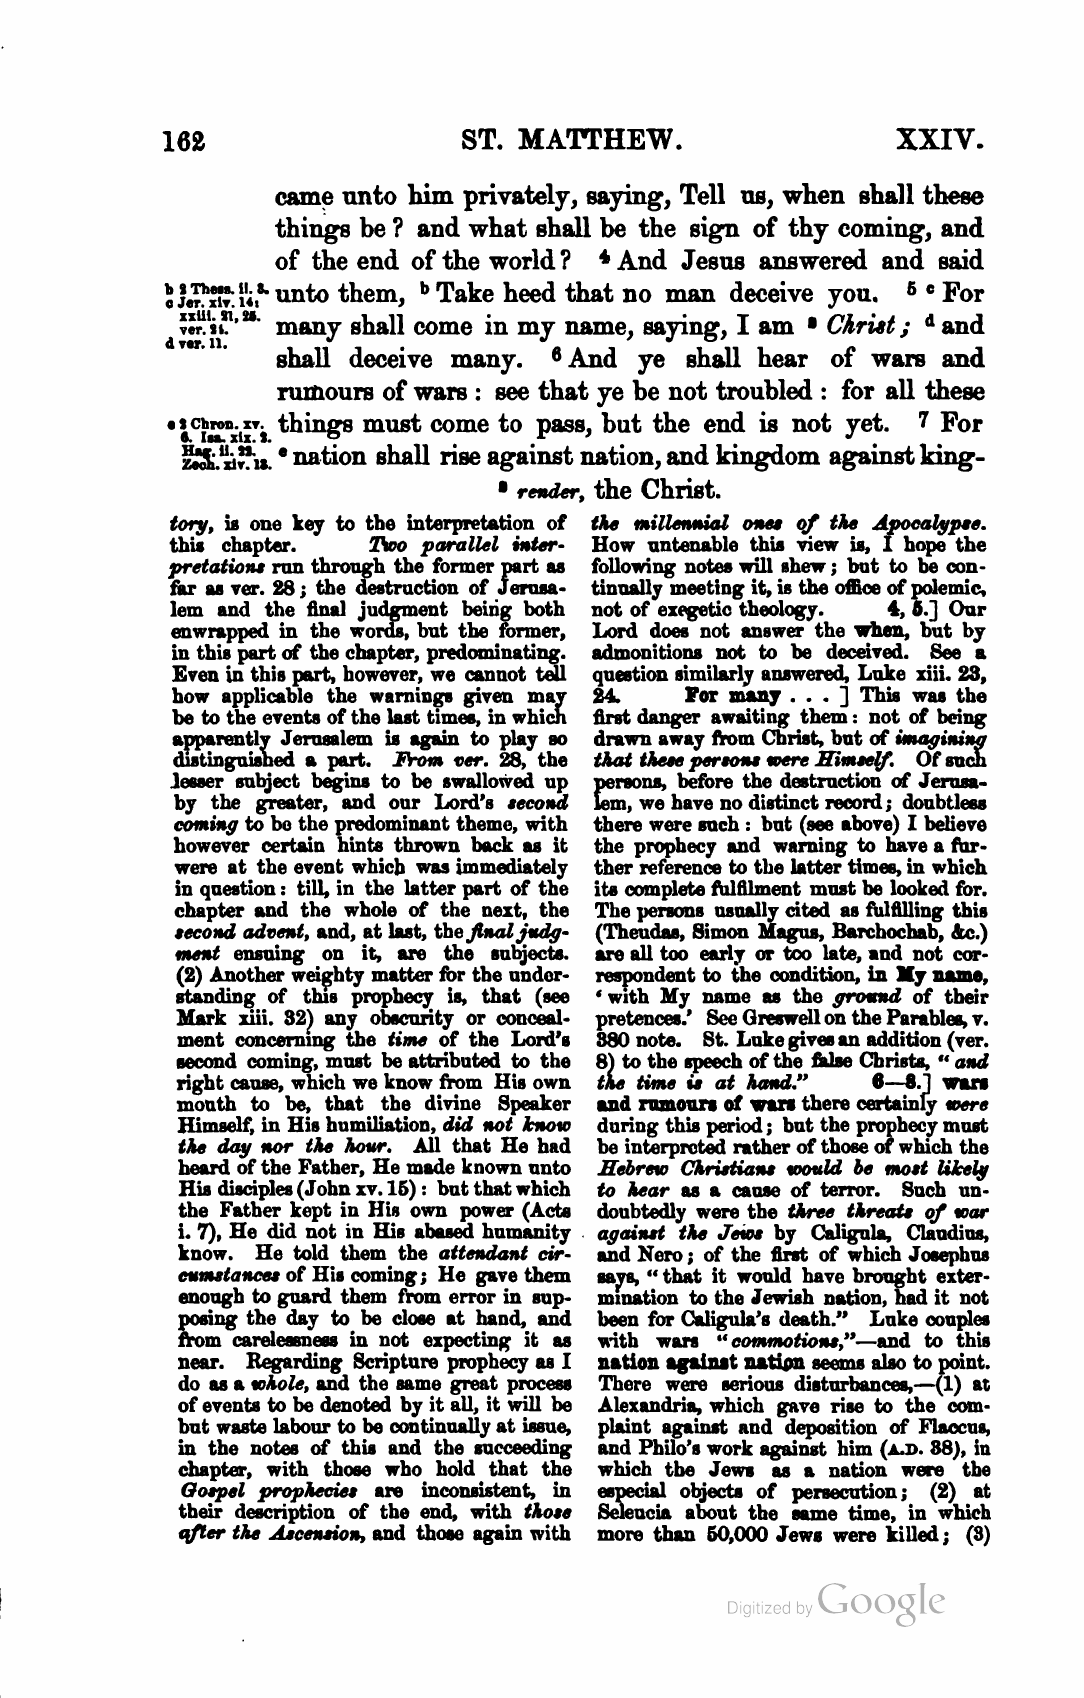 162 ST. MATTHEW. XXIV.
came unto him privately, saying, Tell us, when shall these
things be? and what shall be the sign of thy coming, and
of the end of the world? 4 And Jesus answered and said
unto them, b Take heed that no man deceive you. 5 c For
many shall come in my name, saying, I am a Christ; d and
shall deceive many. 6 And ye shall hear of wars and
rumours of wars: see that ye be not troubled: for all these
things must come to pass, but the end is not yet. 7 For
e nation shall rise against nation, and kingdom against king-
b 2 Thess. ii. 3.
c Jer. xiv. 14:
xxiii. 21, 25.
ver. 24.
d ver. 11.
e 2 Chron. xv.
6. Isa. xix. 2.
Hag. ii. 22.
Zech. xiv. 13.
a render, the Christ.
tory, is one key to the interpretation of
this chapter. Two parallel inter-
pretations run through the former part as
far as ver. 28; the destruction of Jerusa-
lem and the final judgment being both
enwrapped in the words, but the former,
in this part of the chapter, predominating.
Even in this part, however, we cannot tell
how applicable the warnings given may
be to the events of the last times, in which
apparently Jerusalem is again to play so
distinguished a part. From ver. 28, the
lesser subject begins to be swallowed up
by the greater, and our Lord's second
coming to be the predominant theme, with
however certain hints thrown back as it
were at the event which was immediately
in question: till, in the latter part of the
chapter and the whole of the next, the
second advent, and, at last, the final judg-
ment ensuing on it, are the subjects.
(2) Another weighty matter for the under-
standing of this prophecy is, that (see
Mark xiii. 32) any obscurity or conceal-
ment concerning the time of the Lord's
second coming, must be attributed to the
right cause, which we know from His own
mouth to be, that the divine Speaker
Himself, in His humiliation, did not know
the day nor the hour. All that He had
heard of the Father, He made known unto
His disciples (John xv. 15): but that which
the Father kept in His own power (Acts
i. 7), He did not in His abased humanity
know. He told them the attendant cir-
cumstances of His coming; He gave them
enough to guard them from error in sup-
posing the day to be close at hand, and
from carelessness in not expecting it as
near. Regarding Scripture prophecy as I
do as a whole, and the same great process
of events to be denoted by it all, it will be
but waste labour to be continually at issue,
in the notes of this and the succeeding
chapter, with those who hold that the
Gospel prophecies are inconsistent, in
their description of the end, with those
after the Ascension, and those again with
the millennial ones of the Apocalypse.
How untenable this view is, I hope the
following notes will shew; but to be con-
tinually meeting it, is the office of polemic,
not of exegetic theology. 4, 5.] Our
Lord does not answer the when, but by
admonitions not to be deceived. See a
question similarly answered, Luke xiii. 23,
24. For many . . . ] This was the
first danger awaiting them: not of being
drawn away from Christ, but of imagining
that these persons were Himself. Of such
persons, before the destruction of Jerusa-
lem, we have no distinct record; doubtless
there were such: but (see above) I believe
the prophecy and warning to have a fur-
ther reference to the latter times, in which
its complete fulfilment must be looked for.
The persons usually cited as fulfilling this
(Theudas, Simon Magus, Barchochab, &c.)
are all too early or too late, and not cor-
respondent to the condition, in My name,
‘with My name as the ground of their
pretences.’ See Greswell on the Parables, v.
380 note. St. Luke gives an addition (ver.
8) to the speech of the false Christs, “and
the time is at hand.” 6—8.] wars
and rumours of wars there certainly were
during this period; but the prophecy must
be interpreted rather of those of which the
Hebrew Christians would be most likely
to hear as a cause of terror. Such un-
doubtedly were the three threats of war
against the Jews by Caligula, Claudius,
and Nero; of the first of which Josephus
says, “that it would have brought exter-
mination to the Jewish nation, had it not
been for Caligula's death.” Luke couples
with wars “commotions,”—and to this
nation against nation seems also to point.
There were serious disturbances,—(1) at
Alexandria, which gave rise to the com-
plaint against and deposition of Flaccus,
and Philo's work against him (A.D. 38), in
which the Jews as a nation were the
especial objects of persecution; (2) at
Seleucia about the same time, in which
more than 50,000 Jews were killed; (3)
Digitized by Google